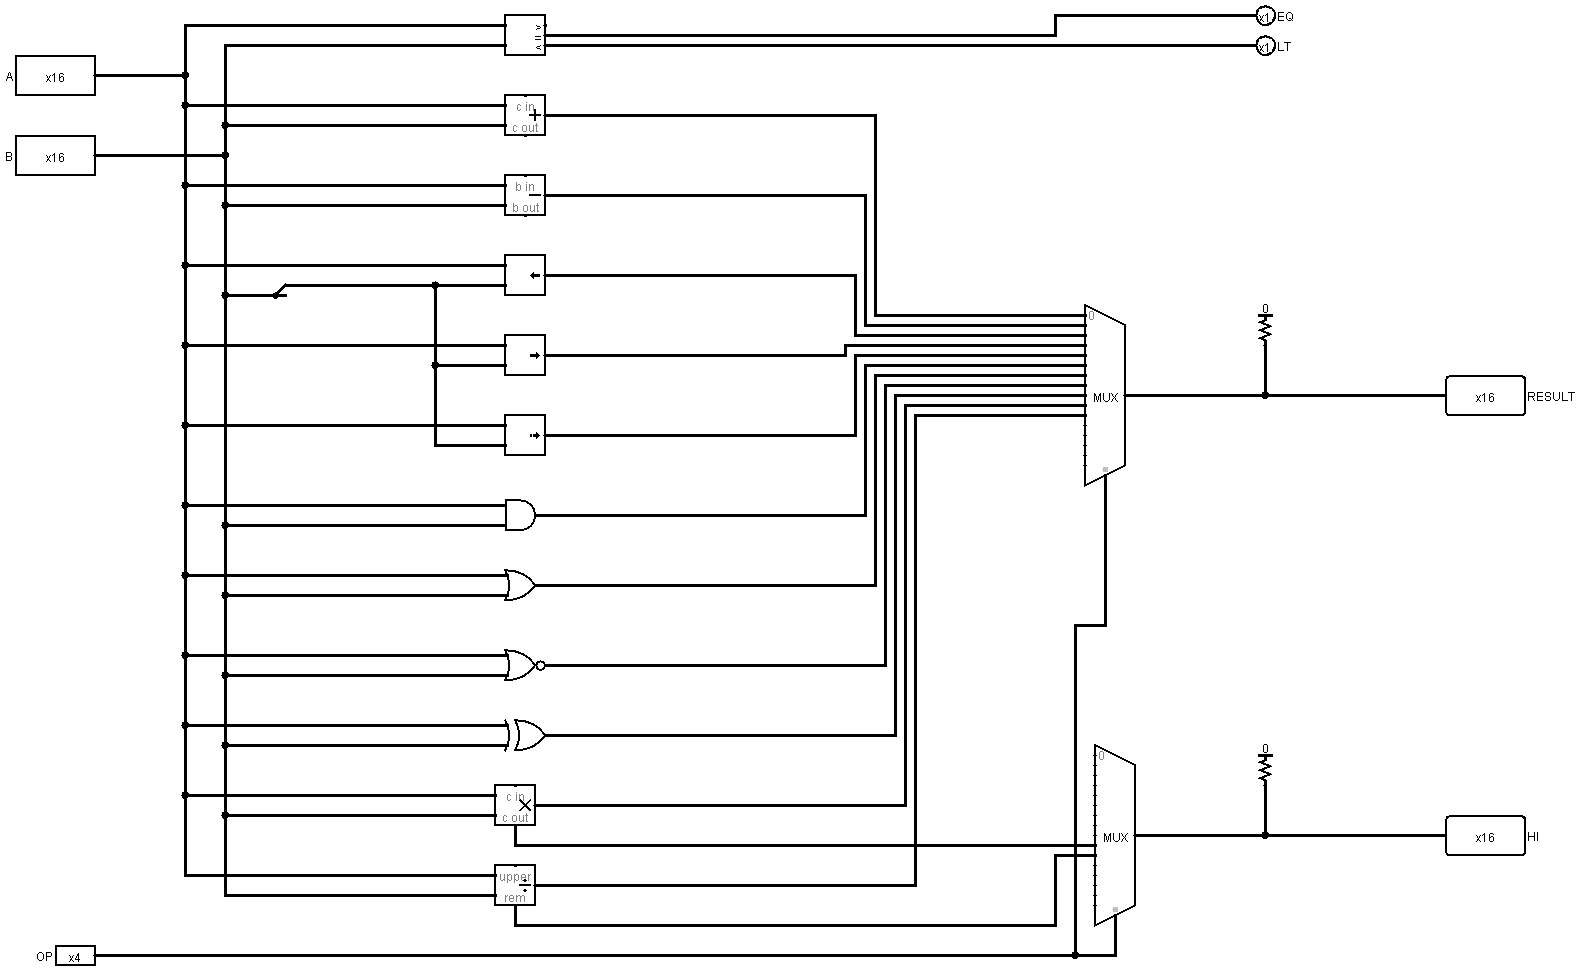 x1 EQ
>
=
<
x1 LT
A x16
c in
+
c out
B x16
b in
−
b out
0
0
MUX
x16 RESULT
0
0
c in
×
c out
MUX
x16 HI
upper
÷
rem
OP x4